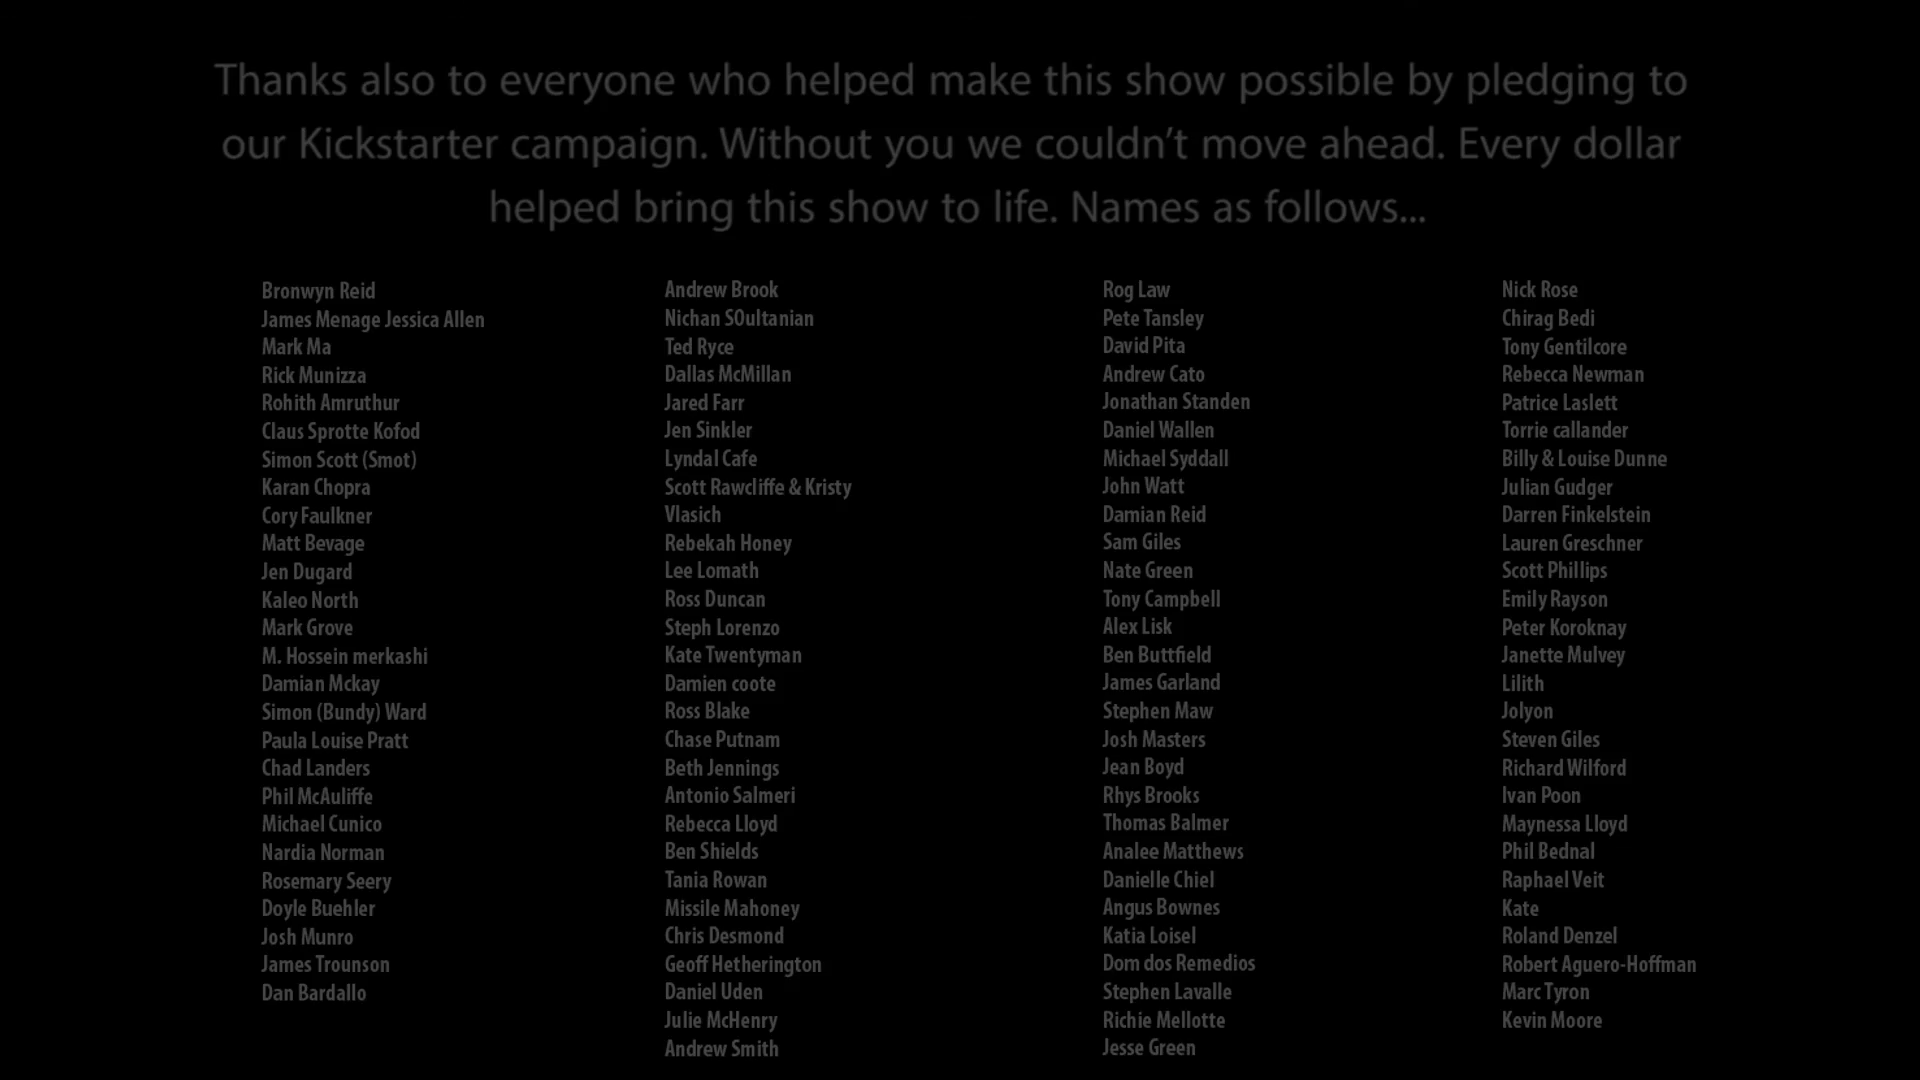 Thanks also to everyone who helped make this show possible by pledging to
our Kickstarter campaign. Without you we couldn't move ahead. Every dollar
helped bring this show to life. Names as follows...
Bronwyn Reid
James Menage Jessica Allen
Mark Ma
Rick Munizza
Rohith Amruthur
Claus Sprotte Kofod
Simon Scott (Smot)
Karan Chopra
Cory Faulkner
Matt Bevage
Jen Dugard
Kaleo North
Mark Grove
M. Hossein merkashi
Damian Mckay
Simon (Bundy) Ward
Paula Louise Pratt
Chad Landers
Phil McAuliffe
Michael Cunico
Nardia Norman
Rosemary Seery
Doyle Buehler
Josh Munro
James Trounson
Dan Bardallo
Andrew Brook
Nichan SOultanian
Ted Ryce
Dallas McMillan
Jared Farr
Jen Sinkler
Lyndal Cafe
Scott Rawcliffe & Kristy
Vlasich
Rebekah Honey
Lee Lomath
Ross Duncan
Steph Lorenzo
Kate Twentyman
Damien coote
Ross Blake
Chase Putnam
Beth Jennings
Antonio Salmeri
Rebecca Lloyd
Ben Shields
Tania Rowan
Missile Mahoney
Chris Desmond
Geoff Hetherington
Daniel Uden
Julie McHenry
Andrew Smith
Rog Law
Pete Tansley
David Pita
Andrew Cato
Jonathan Standen
Daniel Wallen
Michael Syddall
John Watt
Damian Reid
Sam Giles
Nate Green
Tony Campbell
Alex Lisk
Ben Buttfield
James Garland
Stephen Maw
Josh Masters
Jean Boyd
Rhys Brooks
Thomas Balmer
Analee Matthews
Danielle Chiel
Angus Bownes
Katia Loisel
Dom dos Remedios
Stephen Lavalle
Richie Mellotte
Jesse Green
Nick Rose
Chirag Bedi
Tony Gentilcore
Rebecca Newman
Patrice Laslett
Torrie callander
Billy & Louise Dunne
Julian Gudger
Darren Finkelstein
Lauren Greschner
Scott Phillips
Emily Rayson
Peter Koroknay
Janette Mulvey
Lilith
Jolyon
Steven Giles
Richard Wilford
Ivan Poon
Maynessa Lloyd
Phil Bednal
Raphael Veit
Kate
Roland Denzel
Robert Aguero-Hoffman
Marc Tyron
Kevin Moore